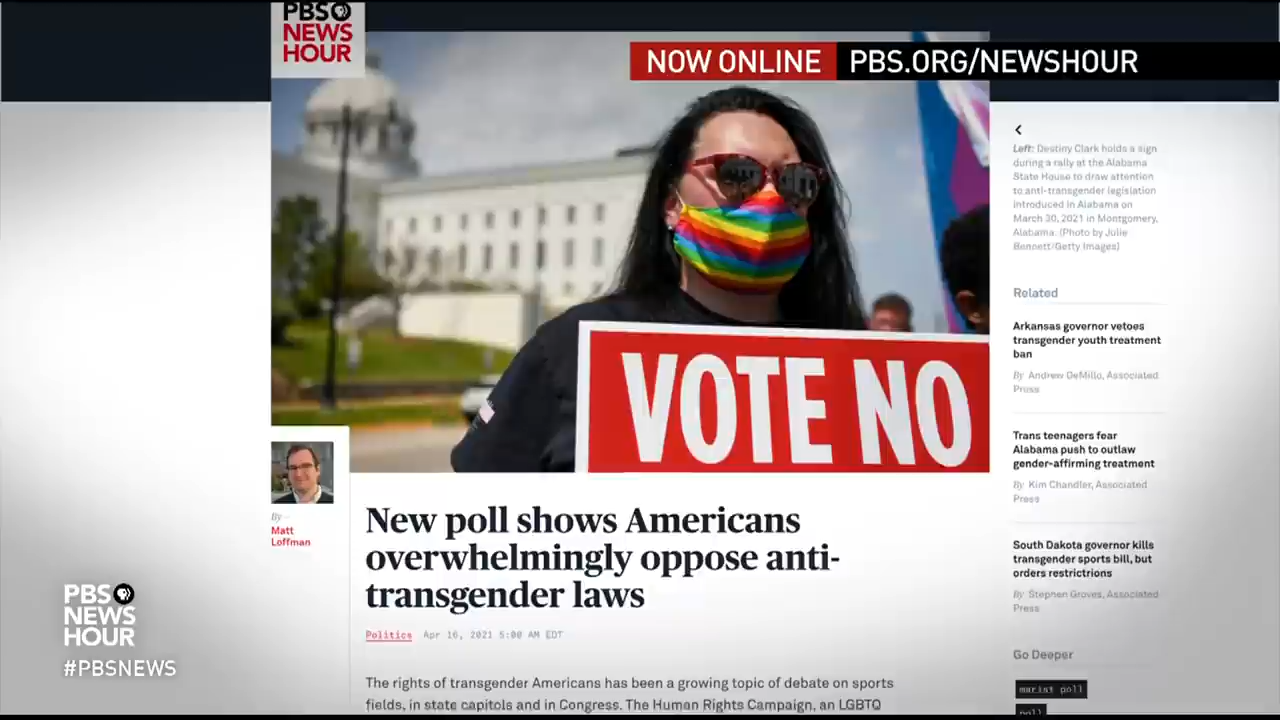 PBS
NEWS
HOUR
NOW ONLINE PBS.ORG/NEWSHOUR
Left: Destiny Clark holds a sign
during a rally at the Alabama
State House to draw attention
to anti-transgender legislation
introduced in Alabama on
March 30, 2021 in Montgomery,
Alabama. (Photo by Julie
Bennett/Getty Images)
VOTE NO
Related
Arkansas governor vetoes
transgender youth treatment
ban
By Andrew DeMillo, Associated
Press
Trans teenagers fear
Alabama push to outlaw
gender-affirming treatment
By Kim Chandler, Associated
Press
South Dakota governor kills
transgender sports bill, but
orders restrictrions
By Stephen Groves, Associated
Press
Go Deeper
marist poll
poll
By –
Matt
Loffman
New poll shows Americans
overwhelmingly oppose anti-
transgender laws
Politics Apr 16, 2021 5:00 AM EDT
The rights of transgender Americans has been a growing topic of debate on sports
fields, in state capitols and in Congress. The Human Rights Campaign, an LGBTQ
PBS
NEWS
HOUR
#PBSNEWS